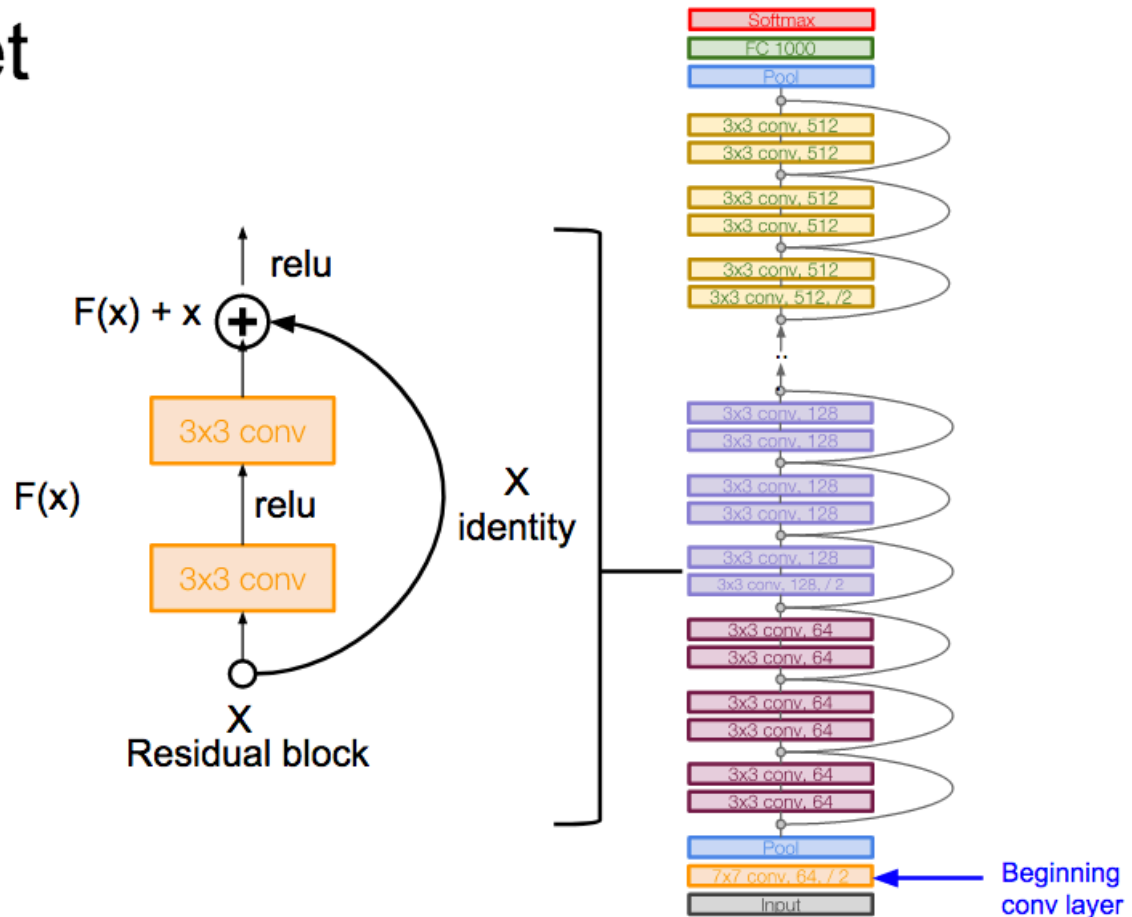 et
relu
F(x) + x
3x3 conv
F(x)
relu
3x3 conv
X
Residual block
X
identity
Softmax
FC 1000
Pool
3x3 conv, 512
3x3 conv, 512
3x3 conv, 512
3x3 conv, 512
3x3 conv, 512
3x3 conv, 512, /2
..
3x3 conv, 128
3x3 conv, 128
3x3 conv, 128
3x3 conv, 128
3x3 conv, 128
3x3 conv, 128, / 2
3x3 conv, 64
3x3 conv, 64
3x3 conv, 64
3x3 conv, 64
3x3 conv, 64
3x3 conv, 64
Pool
7x7 conv, 64, / 2
Input
Beginning
conv layer